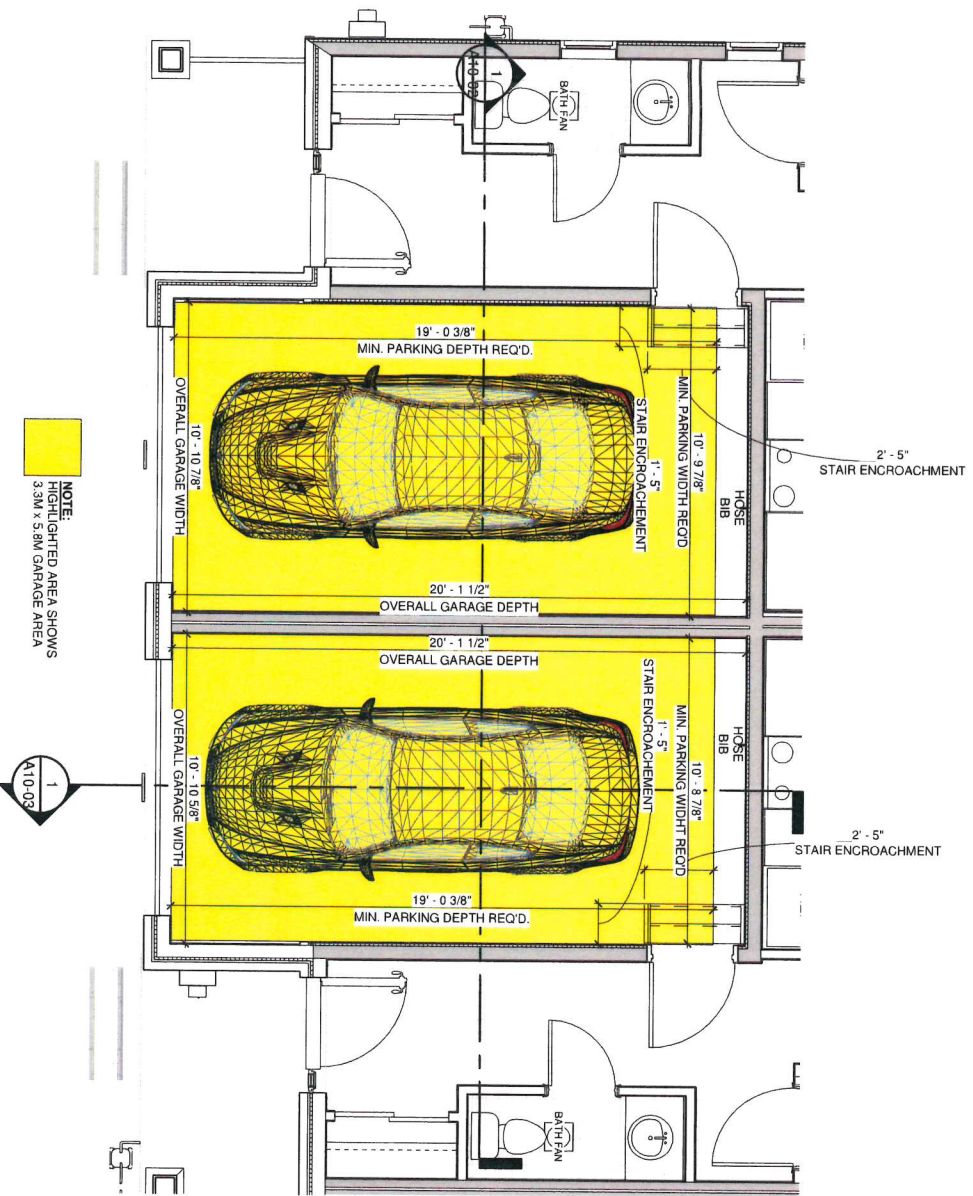 1
A10-02
BATH FAN
19' - 0 3/8"
MIN. PARKING DEPTH REQ'D.
10' - 10 7/8"
OVERALL GARAGE WIDTH
1' - 5"
STAIR ENCROACHEMENT
10' - 9 7/8"
MIN. PARKING WIDTH REQ'D
HOSE
BIB
2' - 5"
STAIR ENCROACHMENT
20' - 1 1/2"
OVERALL GARAGE DEPTH
NOTE:
HIGHLIGHTED AREA SHOWS
3.3M x 5.8M GARAGE AREA
20' - 1 1/2"
OVERALL GARAGE DEPTH
10' - 10 5/8"
OVERALL GARAGE WIDTH
1' - 5"
STAIR ENCROACHEMENT
10' - 8 7/8"
MIN. PARKING WIDHT REQ'D
HOSE
BIB
2' - 5"
STAIR ENCROACHMENT
19' - 0 3/8"
MIN. PARKING DEPTH REQ'D.
1
A10-03
BATH FAN